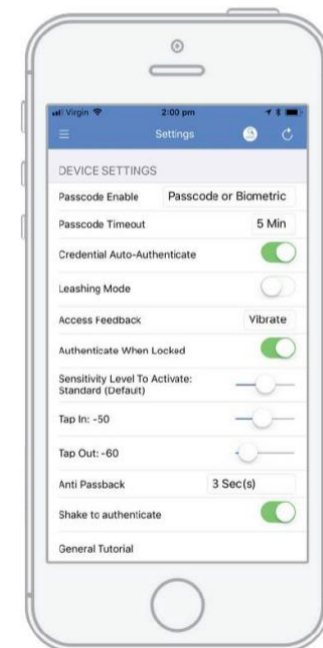 Virgin 2:00 pm
Settings
DEVICE SETTINGS
Passcode Enable Passcode or Biometric
Passcode Timeout 5 Min
Credential Auto-Authenticate
Leashing Mode
Access Feedback Vibrate
Authenticate When Locked
Sensitivity Level To Activate:
Standard (Default)
Tap In: -50
Tap Out: -60
Anti Passback 3 Sec(s)
Shake to authenticate
General Tutorial